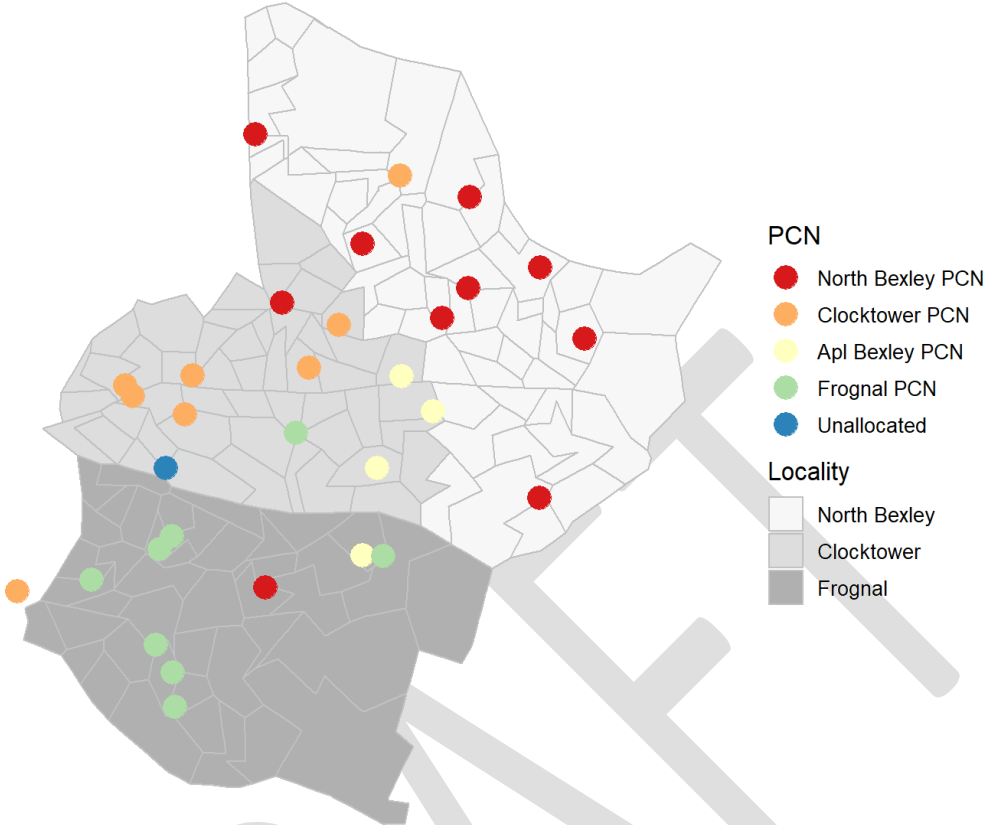 PCN
North Bexley PCN
Clocktower PCN
Apl Bexley PCN
Frognal PCN
Unallocated
Locality
North Bexley
Clocktower
Frognal